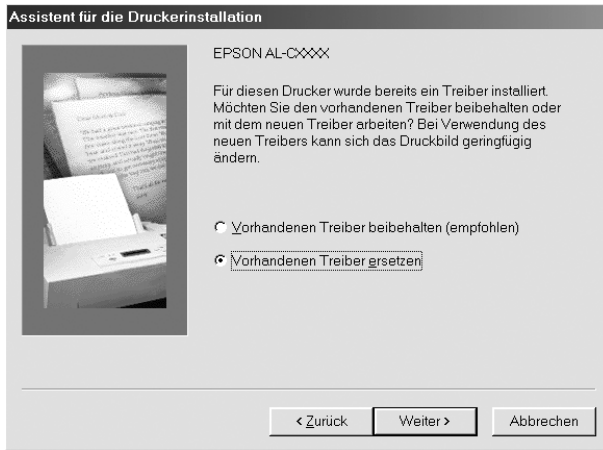 Assistent für die Druckerinstallation
EPSON AL-CXXXX
Für diesen Drucker wurde bereits ein Treiber installiert.
Möchten Sie den vorhandenen Treiber beibehalten oder
mit dem neuen Treiber arbeiten? Bei Verwendung des
neuen Treibers kann sich das Druckbild geringfügig
ändern.
Vorhandenen Treiber beibehalten (empfohlen)
Vorhandenen Treiber ersetzen
< Zurück
Weiter >
Abbrechen